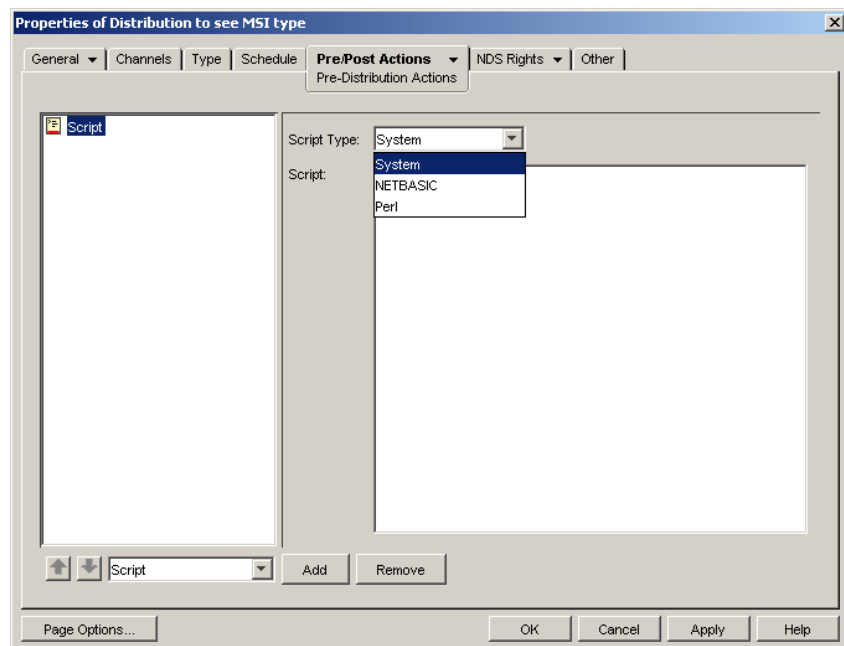 Properties of Distribution to see MSI type
General Channels Type Schedule Pre/Post Actions NDS Rights Other
Pre-Distribution Actions
Script
Script Type: System
System
NETBASIC
Perl
Script:
Script Add Remove
Page Options... OK Cancel Apply Help